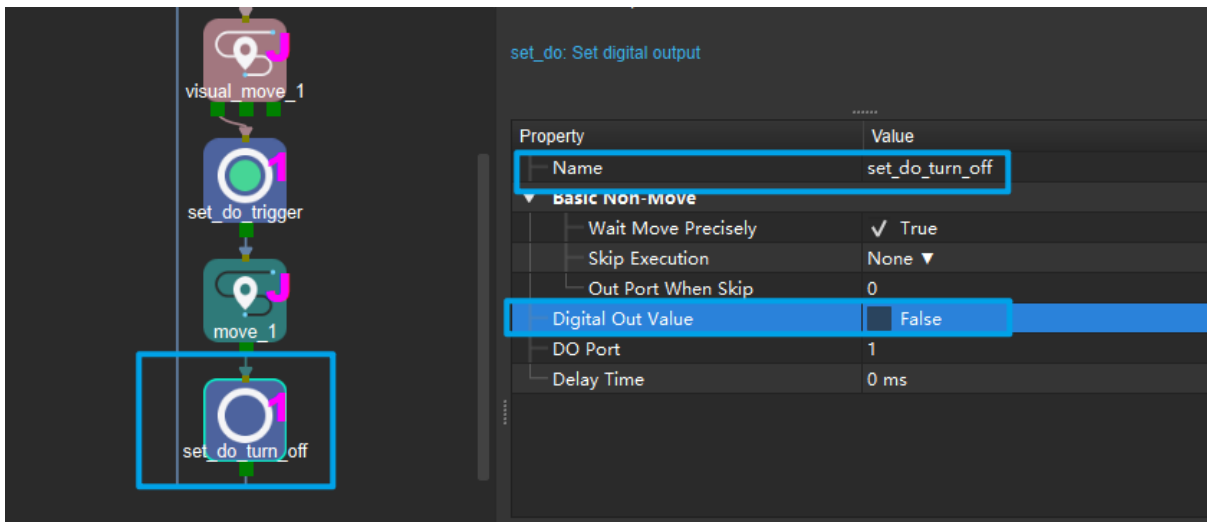 visual_move_1
J
set_do_trigger
1
move_1
J
set_do_turn_off
1
set_do: Set digital output
Property Value
Name set_do_turn_off
Basic Non-Move
Wait Move Precisely True
Skip Execution None ▼
Out Port When Skip 0
Digital Out Value False
DO Port 1
Delay Time 0 ms